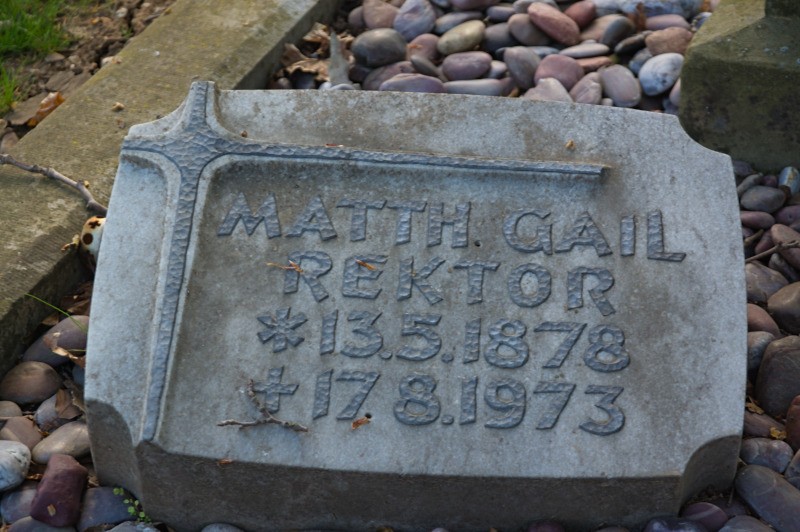 MATTH GAIL
REKTOR
* 13.5.1878
✝ 17.8.1973